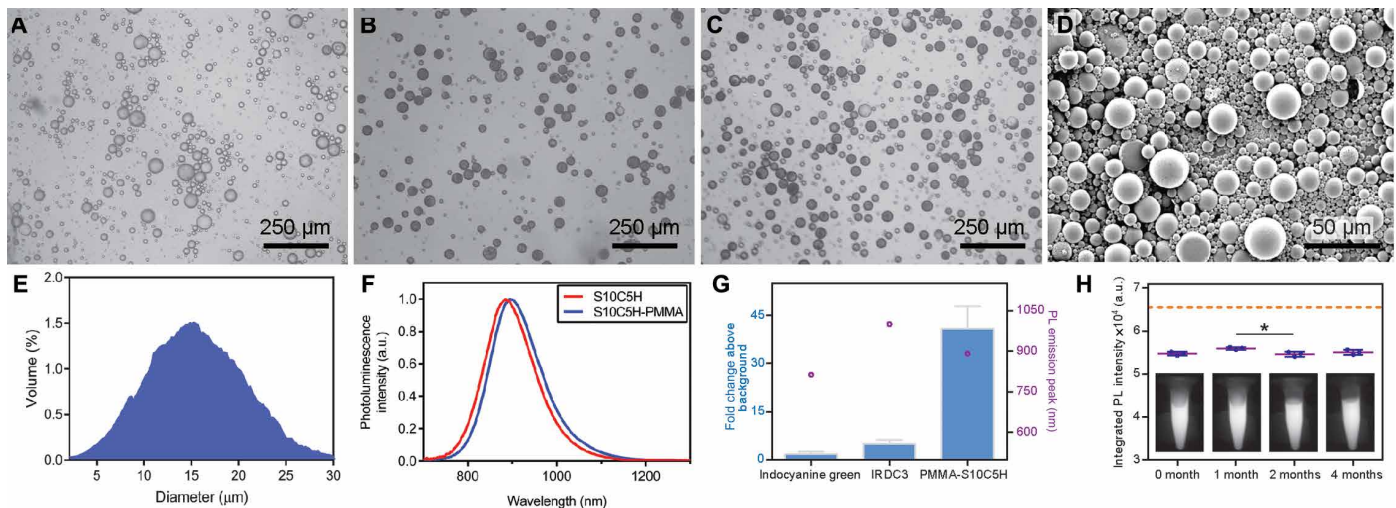 A
250 µm
B
250 µm
C
250 µm
D
50 µm
E
2.0
1.5
1.0
0.5
0.0
Volume (%)
5
10
15
20
25
30
Diameter (µm)
F
S10C5H
S10C5H-PMMA
1.0
0.8
0.6
0.4
0.2
0.0
Photoluminescence
intensity (a.u.)
800
1000
1200
Wavelength (nm)
G
45
30
15
0
Fold change above
background
1050
900
750
600
PL emission peak (nm)
Indocyanine green
IRDC3
PMMA-S10C5H
H
7
6
5
4
3
Integrated PL intensity ×10⁴ (a.u.)
*
0 month
1 month
2 months
4 months